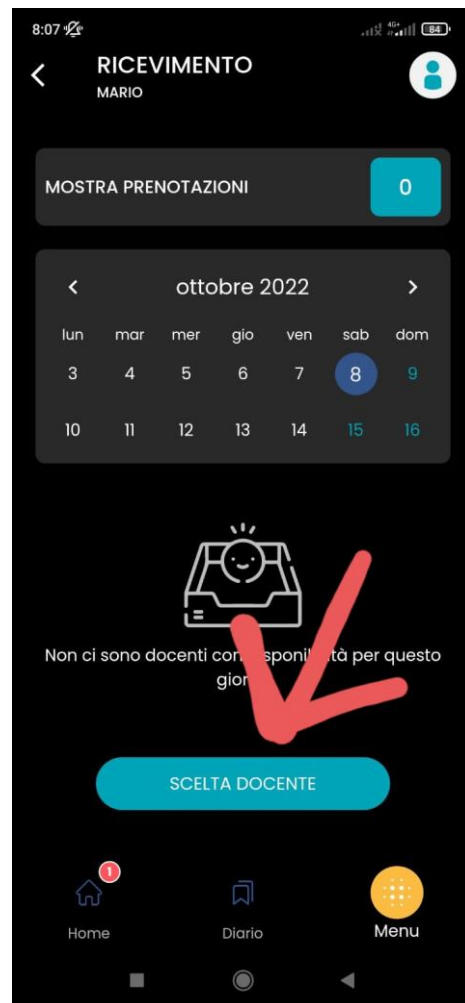 8:07
4G+
84
RICEVIMENTO
MARIO
MOSTRA PRENOTAZIONI 0
ottobre 2022
lun mar mer gio ven sab dom
3 4 5 6 7 8 9
10 11 12 13 14 15 16
Non ci sono docenti con disponibilità per questo
SCELTA DOCENTE
1
Home Diario Menu